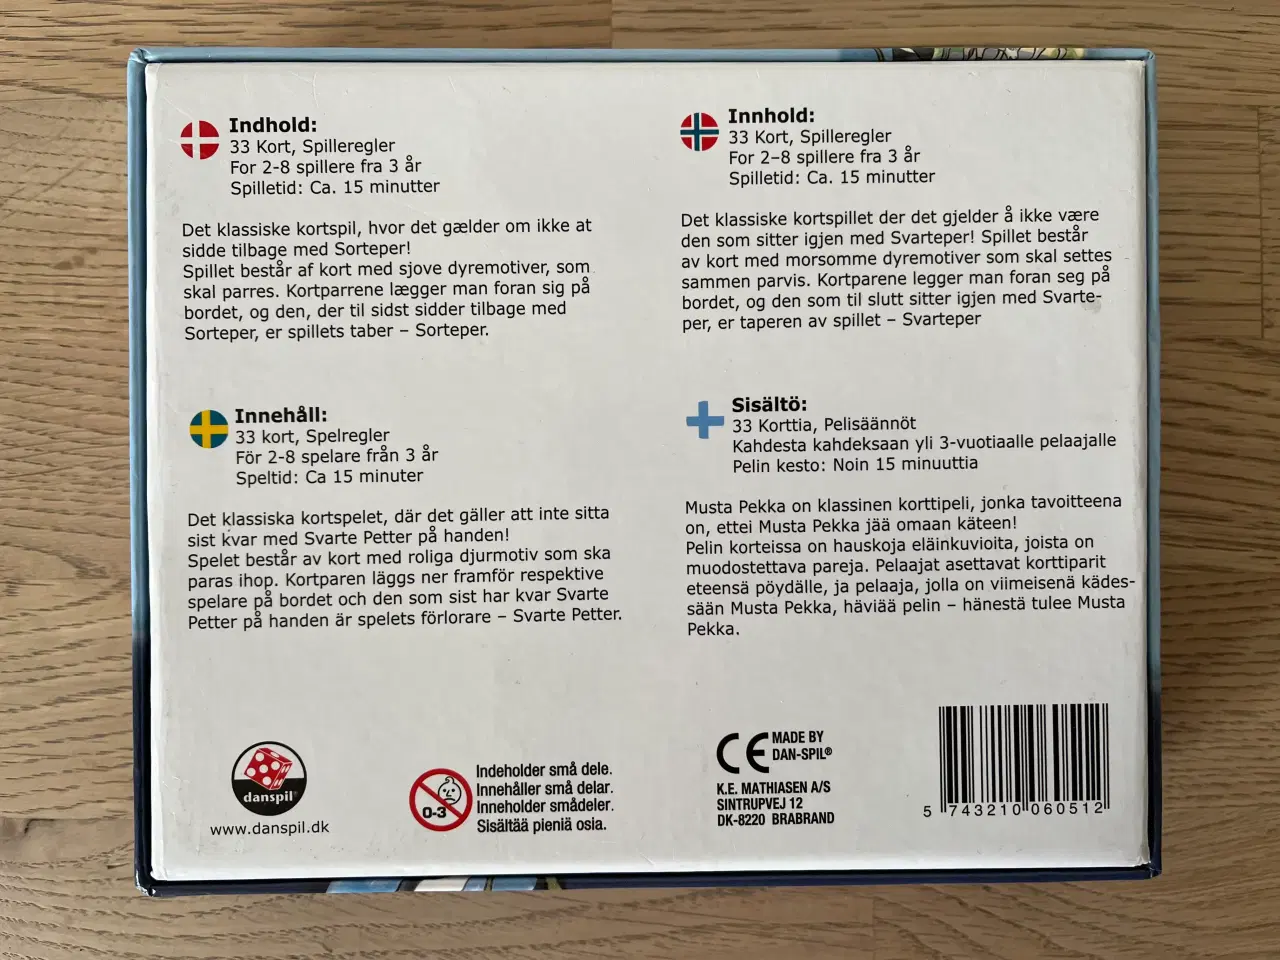 Indhold:
33 Kort, Spilleregler
For 2-8 spillere fra 3 år
Spilletid: Ca. 15 minutter
Det klassiske kortspil, hvor det gælder om ikke at
sidde tilbage med Sorteper!
Spillet består af kort med sjove dyremotiver, som
skal parres. Kortparrene lægger man foran sig på
bordet, og den, der til sidst sidder tilbage med
Sorteper, er spillets taber – Sorteper.
Innhold:
33 Kort, Spilleregler
For 2–8 spillere fra 3 år
Spilletid: Ca. 15 minutter
Det klassiske kortspillet der det gjelder å ikke være
den som sitter igjen med Svarteper! Spillet består
av kort med morsomme dyremotiver som skal settes
sammen parvis. Kortparene legger man foran seg på
bordet, og den som til slutt sitter igjen med Svarte-
per, er taperen av spillet – Svarteper
Innehåll:
33 kort, Spelregler
För 2-8 spelare från 3 år
Speltid: Ca 15 minuter
Det klassiska kortspelet, där det gäller att inte sitta
sist kvar med Svarte Petter på handen!
Spelet består av kort med roliga djurmotiv som ska
paras ihop. Kortparen läggs ner framför respektive
spelare på bordet och den som sist har kvar Svarte
Petter på handen är spelets förlorare – Svarte Petter.
Sisältö:
33 Korttia, Pelisäännöt
Kahdesta kahdeksaan yli 3-vuotiaalle pelaajalle
Pelin kesto: Noin 15 minuuttia
Musta Pekka on klassinen korttipeli, jonka tavoitteena
on, ettei Musta Pekka jää omaan käteen!
Pelin korteissa on hauskoja eläinkuvioita, joista on
muodostettava pareja. Pelaajat asettavat korttiparit
eteensä pöydälle, ja pelaaja, jolla on viimeisenä kädes-
sään Musta Pekka, häviää pelin – hänestä tulee Musta
Pekka.
danspil®
www.danspil.dk
0-3
Indeholder små dele.
Innehåller små delar.
Inneholder smådeler.
Sisältää pieniä osia.
CE
MADE BY
DAN-SPIL®
K.E. MATHIASEN A/S
SINTRUPVEJ 12
DK-8220 BRABRAND
5 743210 060512